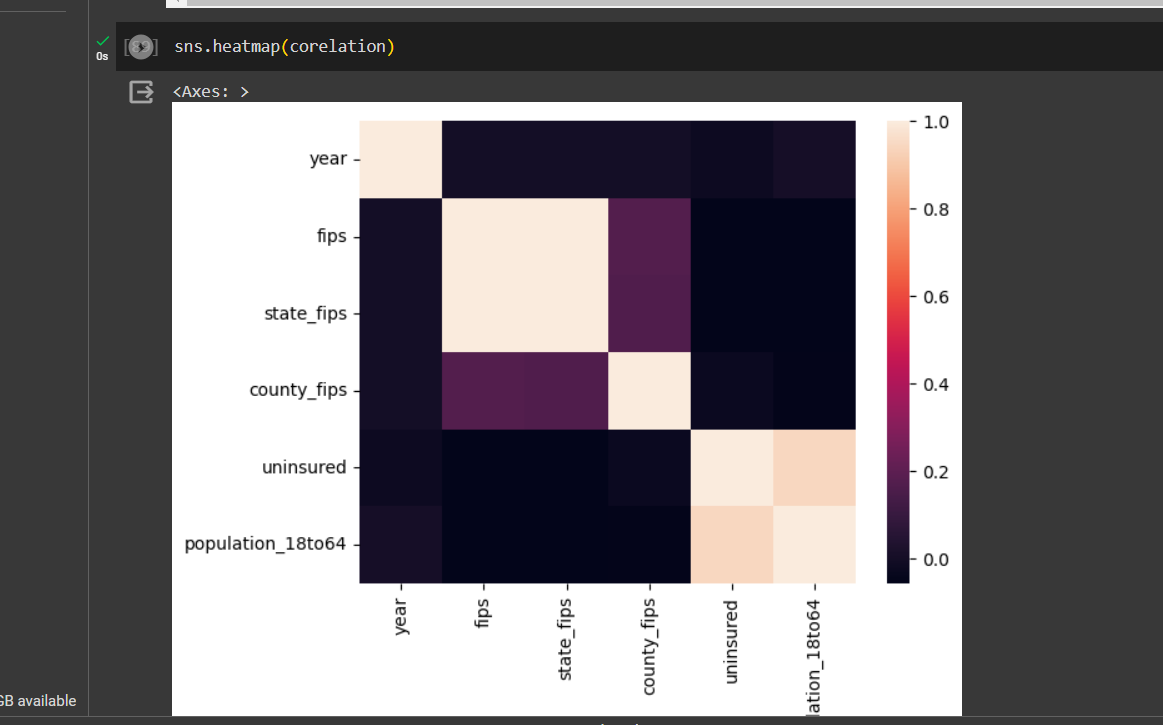 [89] sns.heatmap(corelation)
0s
<Axes: >
1.0
year
0.8
fips
0.6
state_fips
0.4
county_fips
0.2
uninsured
0.0
population_18to64
year
fips
state_fips
county_fips
uninsured
lation_18to64
GB available